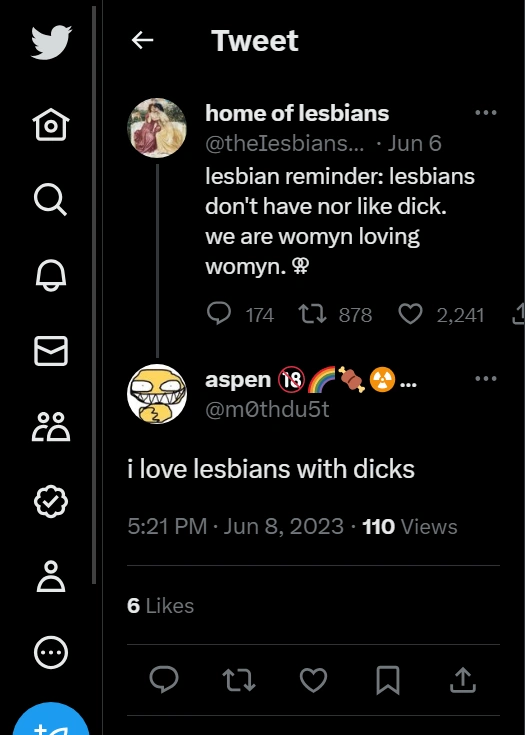 Tweet
home of lesbians
@theIesbians... · Jun 6
lesbian reminder: lesbians
don't have nor like dick.
we are womyn loving
womyn. ⚢
174 878 2,241
aspen 🔞🌈🍖☢️...
@m0thdu5t
i love lesbians with dicks
5:21 PM · Jun 8, 2023 · 110 Views
6 Likes